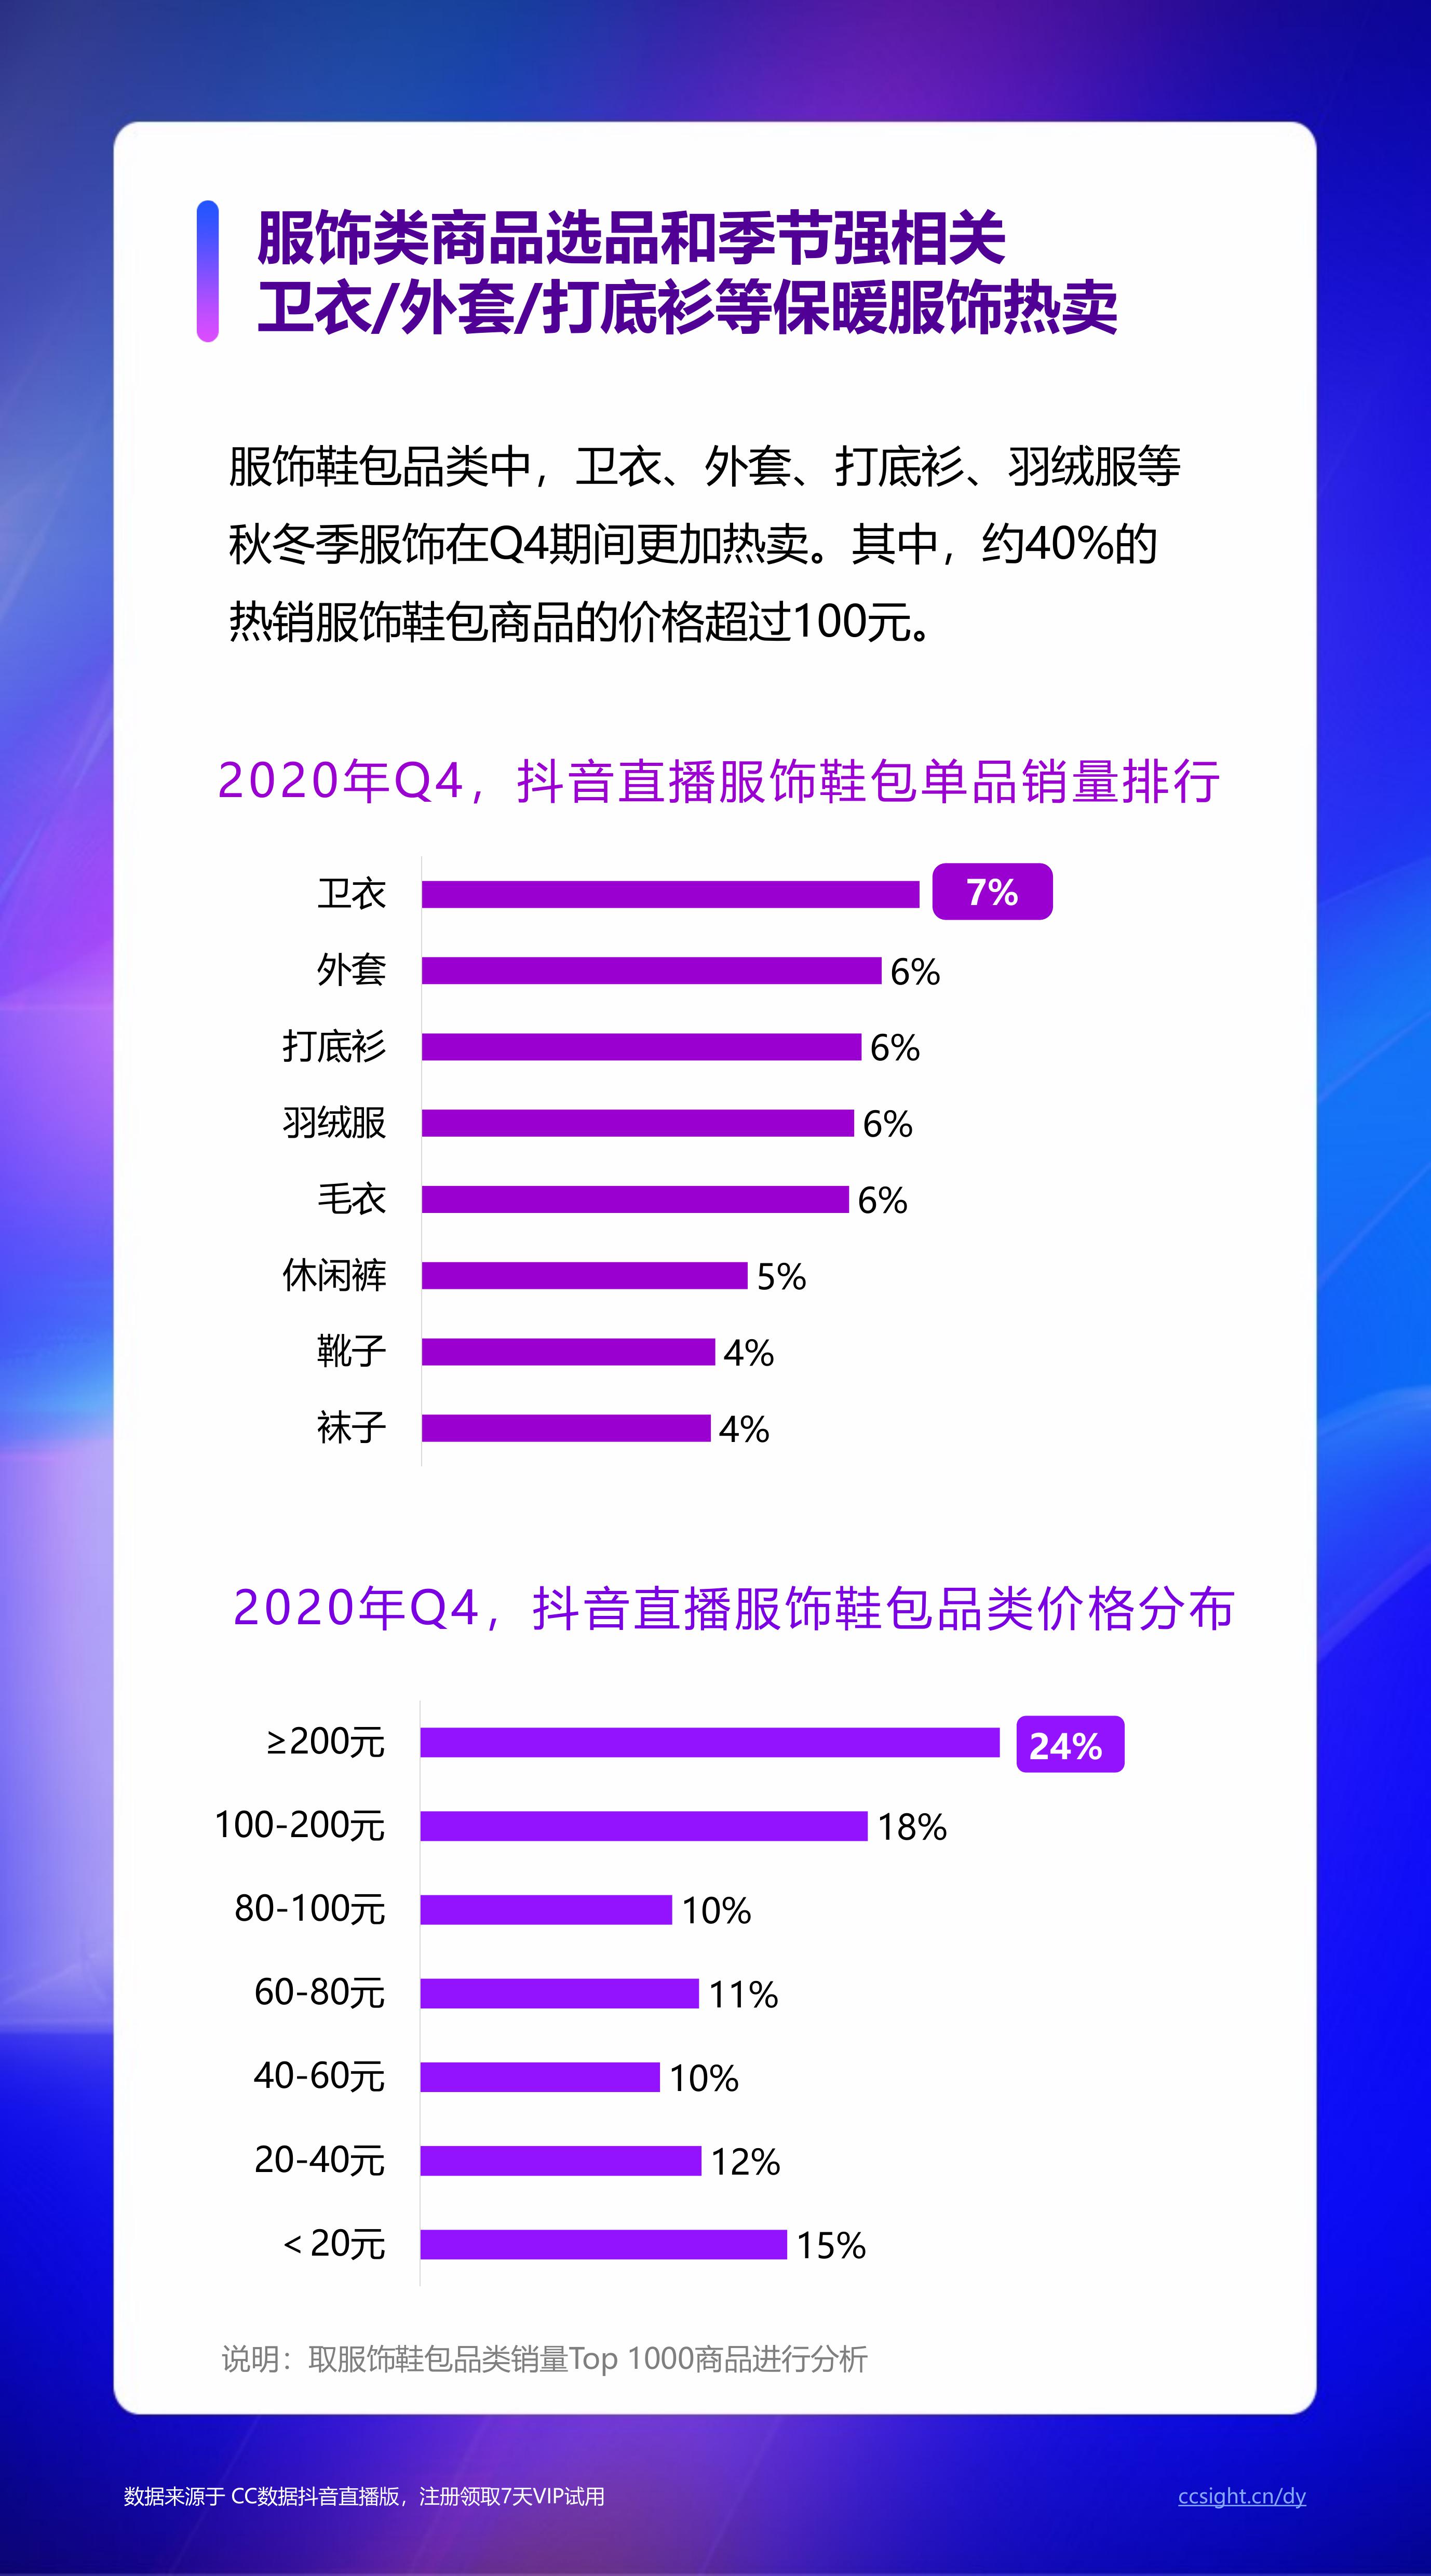 服饰类商品选品和季节强相关
卫衣/外套/打底衫等保暖服饰热卖
服饰鞋包品类中，卫衣、外套、打底衫、羽绒服等
秋冬季服饰在Q4期间更加热卖。其中，约40%的
热销服饰鞋包商品的价格超过100元。
2020年Q4，抖音直播服饰鞋包单品销量排行
卫衣 7%
外套 6%
打底衫 6%
羽绒服 6%
毛衣 6%
休闲裤 5%
靴子 4%
袜子 4%
2020年Q4，抖音直播服饰鞋包品类价格分布
≥200元 24%
100-200元 18%
80-100元 10%
60-80元 11%
40-60元 10%
20-40元 12%
< 20元 15%
说明：取服饰鞋包品类销量Top 1000商品进行分析
数据来源于 CC数据抖音直播版，注册领取7天VIP试用
ccsight.cn/dy